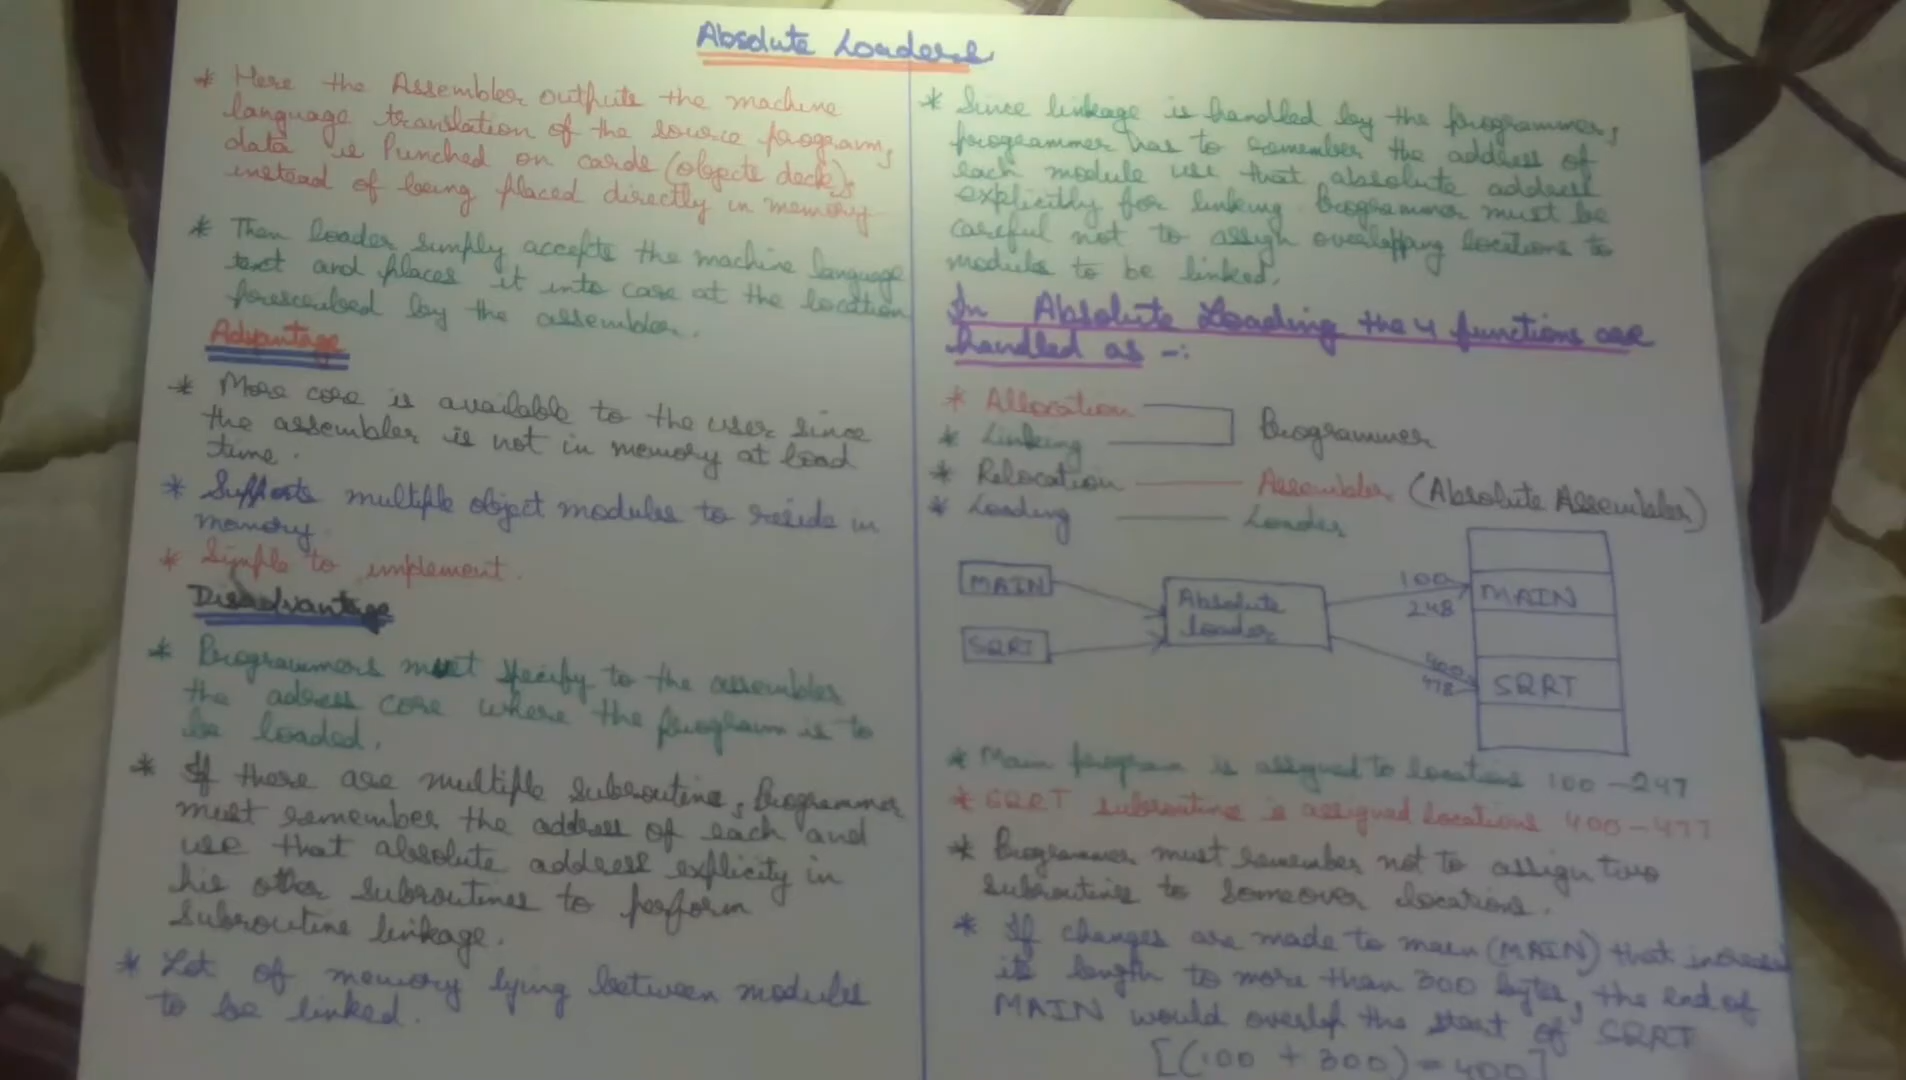 Absolute Loaders
* Here the Assembler outputs the machine
language translation of the source program,
data is Punched on cards (objects deck),
instead of being placed directly in memory
* Then loader simply accepts the machine language
text and places it into core at the location
prescribed by the assembler.
Advantage
* More core is available to the user since
the assembler is not in memory at load
time.
* Supports multiple object modules to reside in
memory.
* Simple to implement.
Disadvantage
* Programmers must specify to the assembler
the address core where the program is to
be loaded.
* If there are multiple subroutine, Programmer
must remember the address of each and
use that absolute address explicity in
his other subroutines to perform
subroutine linkage.
* Lot of memory lying between modules
to be linked.
* Since linkage is handled by the programmer,
programmer has to remember the address of
each module use that absolute address
explicitly for linking. Programmer must be
careful not to assign overlapping locations to
modules to be linked.
In Absolute Loading the 4 functions are
handled as -:
* Allocation
* Linking
Programmer
* Relocation Assembler (Absolute Assembler)
* Loading Loader
MAIN
SQRT
Absolute
loader
100
248
400
478
MAIN
SQRT
* Main program is assigned to locations 100-247
* SQRT subroutine is assigned locations 400-477
* Programmer must remember not to assign two
subroutines to someover locations.
* If changes are made to main (MAIN) that increase
its length to more than 300 bytes, the end of
MAIN would overlap the start of SQRT
[(100 + 300) = 400]